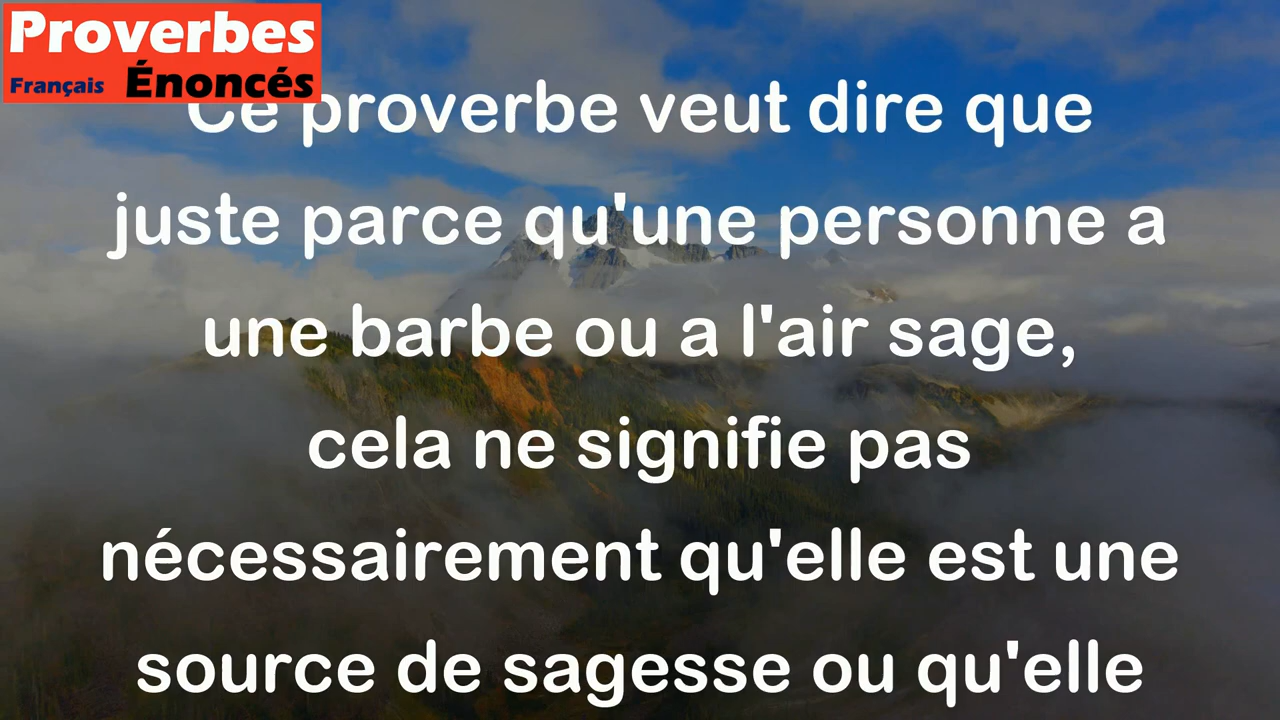 Proverbes
Français Énoncés
Ce proverbe veut dire que
juste parce qu'une personne a
une barbe ou a l'air sage,
cela ne signifie pas
nécessairement qu'elle est une
source de sagesse ou qu'elle